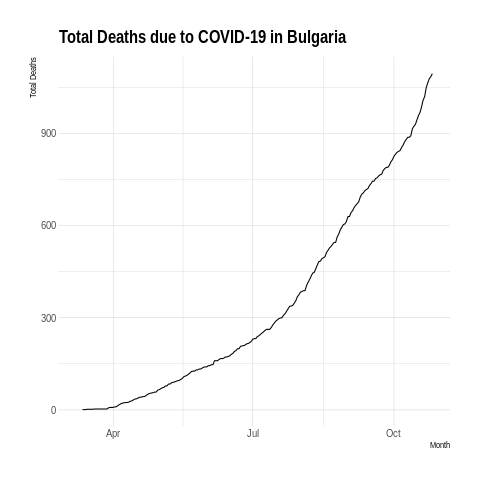 Total Deaths due to COVID-19 in Bulgaria
Total Deaths
900
600
300
0
Apr
Jul
Oct
Month